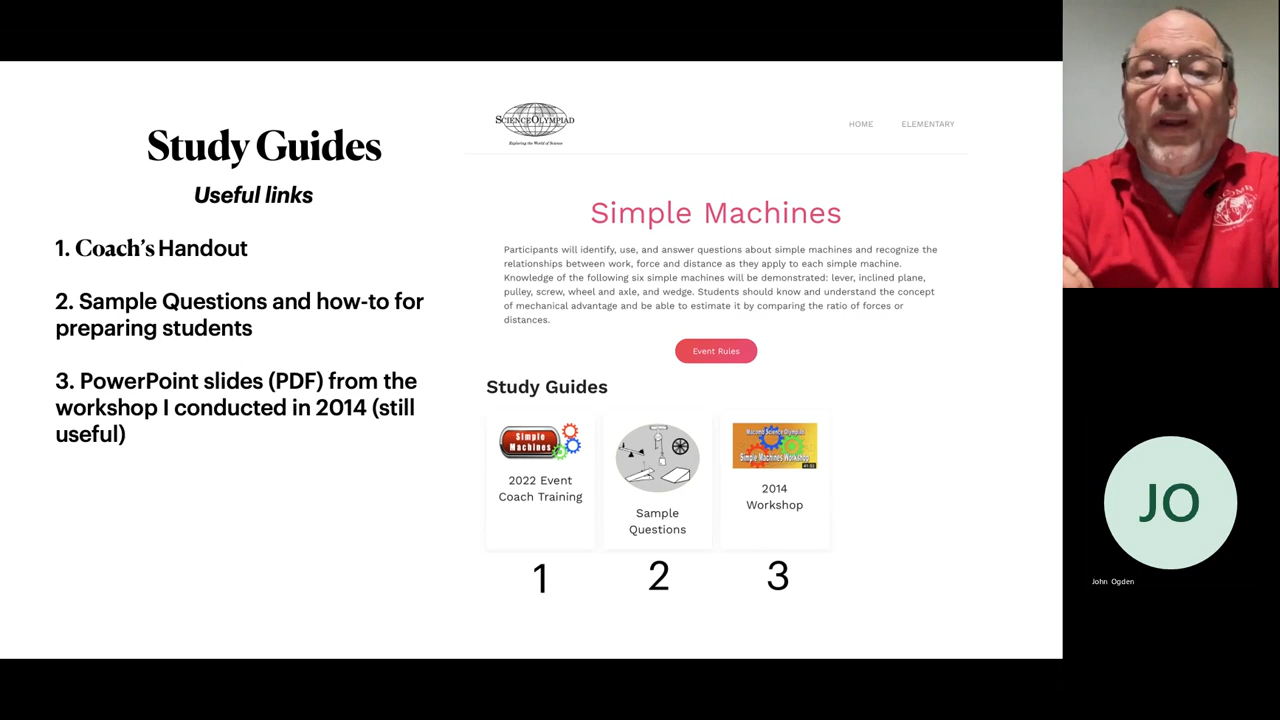 Study Guides
Useful links
1. Coach's Handout
2. Sample Questions and how-to for
preparing students
3. PowerPoint slides (PDF) from the
workshop I conducted in 2014 (still
useful)
SCIENCE OLYMPIAD
Exploring the World of Science
HOME
ELEMENTARY
Simple Machines
Participants will identify, use, and answer questions about simple machines and recognize the
relationships between work, force and distance as they apply to each simple machine.
Knowledge of the following six simple machines will be demonstrated: lever, inclined plane,
pulley, screw, wheel and axle, and wedge. Students should know and understand the concept
of mechanical advantage and be able to estimate it by comparing the ratio of forces or
distances.
Event Rules
Study Guides
Simple
Machines
2022 Event
Coach Training
Sample
Questions
Macomb Science Olympiad
Simple Machines Workshop
2014
Workshop
1
2
3
JO
John Ogden